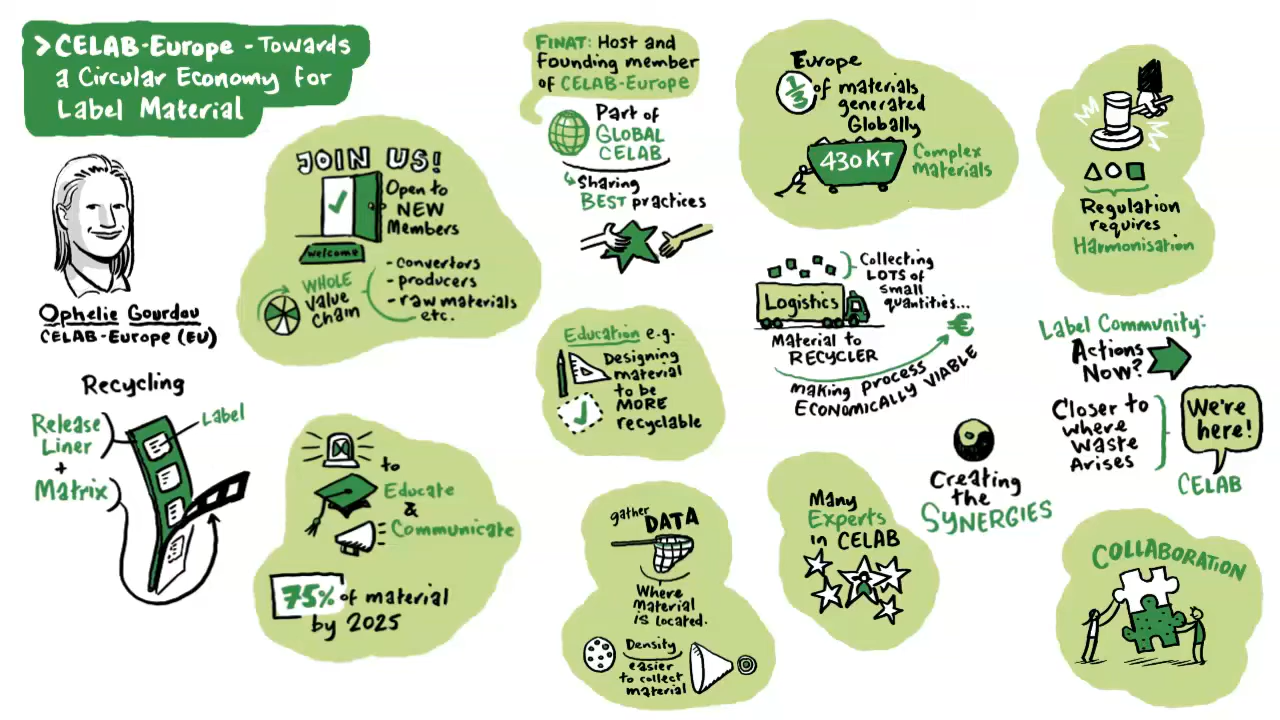 >CELAB-Europe - Towards
a Circular Economy for
Label Material
Ophelie Gourdou
CELAB-Europe (EU)
Recycling
Release
Liner
+
Matrix
Label
JOIN US!
Open to
NEW
Members
welcome
WHOLE
Value
Chain
- convertors
- producers
- raw materials
etc.
to
Educate
&
Communicate
75% of material
by 2025
FINAT: Host and
founding member
of CELAB-Europe
Part of
GLOBAL
CELAB
Sharing
BEST practices
Education e.g.
Designing
material
to be
MORE
recyclable
gather DATA
Where
Material
is Located.
Density
easier
to collect
material
Europe
1/3 of materials
generated
Globally
430 KT
Complex
Materials
Collecting
LOTS of
small
quantities...
Logistics
Material to
RECYCLER
€
making process
ECONOMICALLY VIABLE
Many
Experts
in CELAB
Creating
the
SYNERGIES
Regulation
requires
Harmonisation
Label Community:
Actions
Now?
Closer to
where
Waste
Arises
We're
here!
CELAB
COLLABORATION